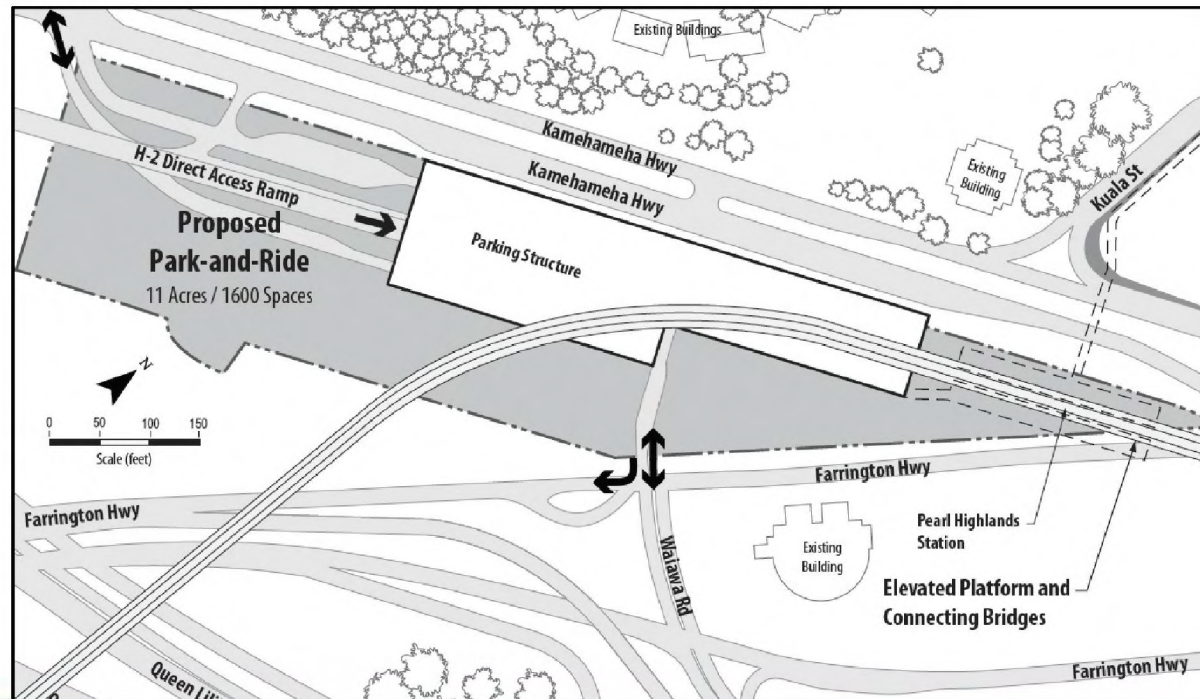 Existing Buildings
Kamehameha Hwy
Kamehameha Hwy
Existing
Building
Kuala St
H-2 Direct Access Ramp
Proposed
Park-and-Ride
11 Acres / 1600 Spaces
Parking Structure
N
0 50 100 150
Scale (feet)
Farrington Hwy
Farrington Hwy
Waiawa Rd
Existing
Building
Pearl Highlands
Station
Elevated Platform and
Connecting Bridges
Farrington Hwy
Queen